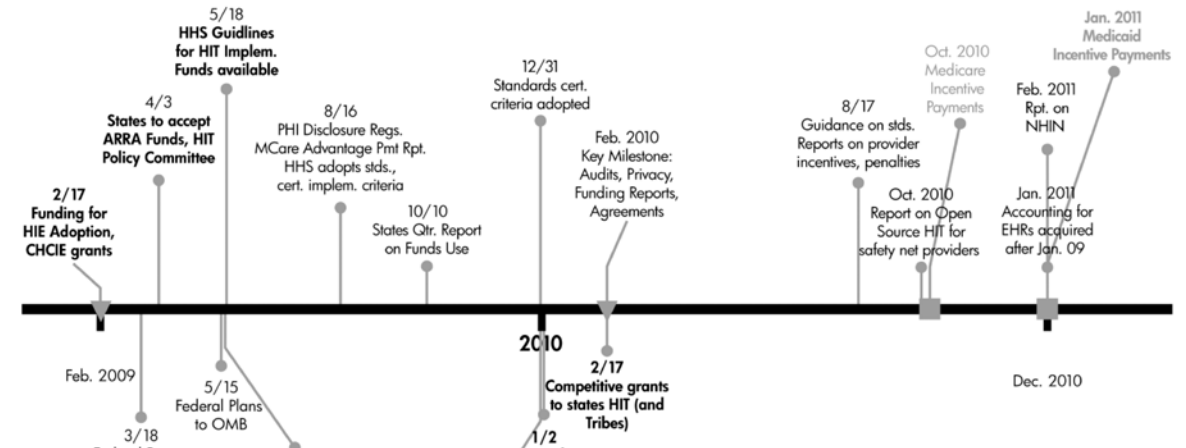 5/18
HHS Guidlines
for HIT Implem.
Funds available
4/3
States to accept
ARRA Funds, HIT
Policy Committee
2/17
Funding for
HIE Adoption,
CHCIE grants
8/16
PHI Disclosure Regs.
MCare Advantage Pmt Rpt.
HHS adopts stds.,
cert. implem. criteria
10/10
States Qtr. Report
on Funds Use
12/31
Standards cert.
criteria adopted
Feb. 2010
Key Milestone:
Audits, Privacy,
Funding Reports,
Agreements
8/17
Guidance on stds.
Reports on provider
incentives, penalties
Oct. 2010
Medicare
Incentive
Payments
Oct. 2010
Report on Open
Source HIT for
safety net providers
Feb. 2011
Rpt. on
NHIN
Jan. 2011
Medicaid
Incentive Payments
Jan. 2011
Accounting for
EHRs acquired
after Jan. 09
2010
Feb. 2009
3/18
5/15
Federal Plans
to OMB
2/17
Competitive grants
to states HIT (and
Tribes)
1/2
Dec. 2010